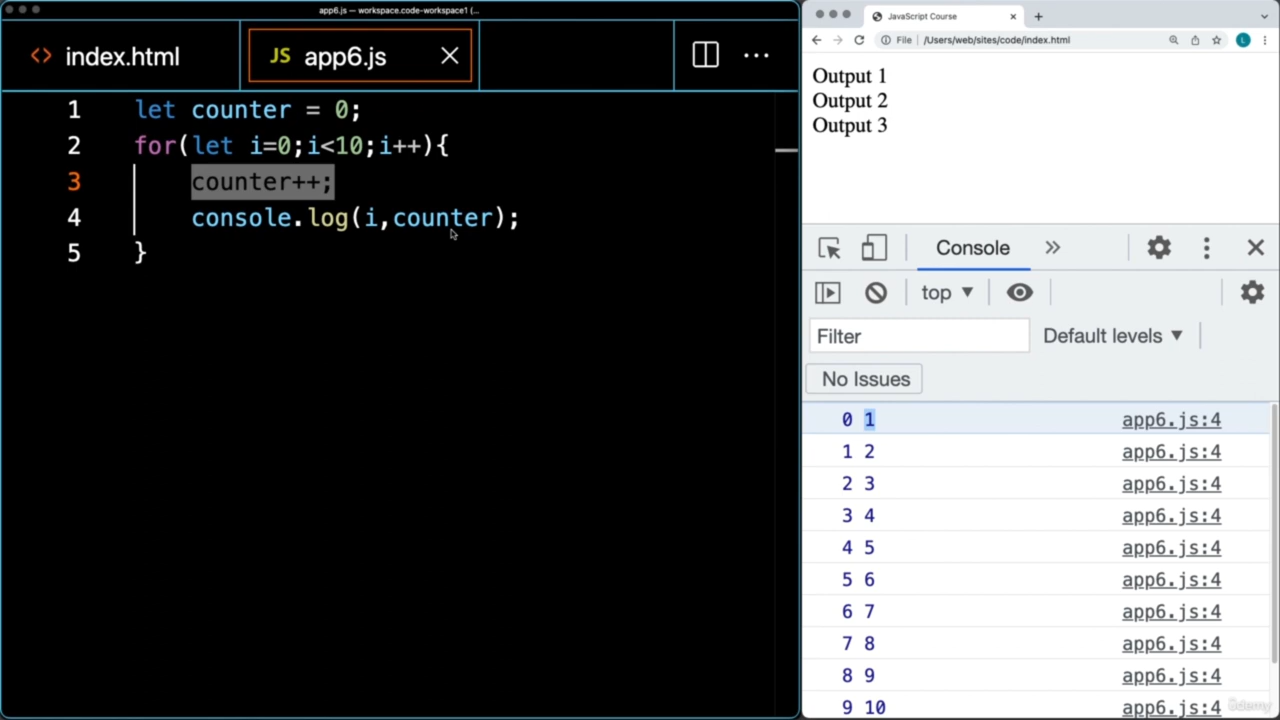 app6.js — workspace.code-workspace1 (...
index.html
JS app6.js
1 let counter = 0;
2 for(let i=0;i<10;i++){
3 counter++;
4 console.log(i,counter);
5 }
JavaScript Course
File /Users/web/sites/code/index.html
L
Output 1
Output 2
Output 3
Console
top
Filter
Default levels
No Issues
0 1 app6.js:4
1 2 app6.js:4
2 3 app6.js:4
3 4 app6.js:4
4 5 app6.js:4
5 6 app6.js:4
6 7 app6.js:4
7 8 app6.js:4
8 9 app6.js:4
9 10 app6.js:4
Udemy